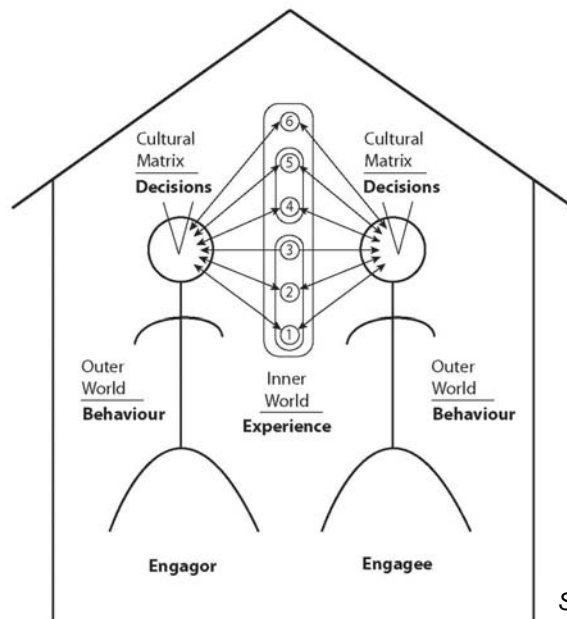 Cultural
Matrix
Decisions
Cultural
Matrix
Decisions
6
5
4
3
2
1
Outer
World
Behaviour
Inner
World
Experience
Outer
World
Behaviour
Engagor
Engagee
S